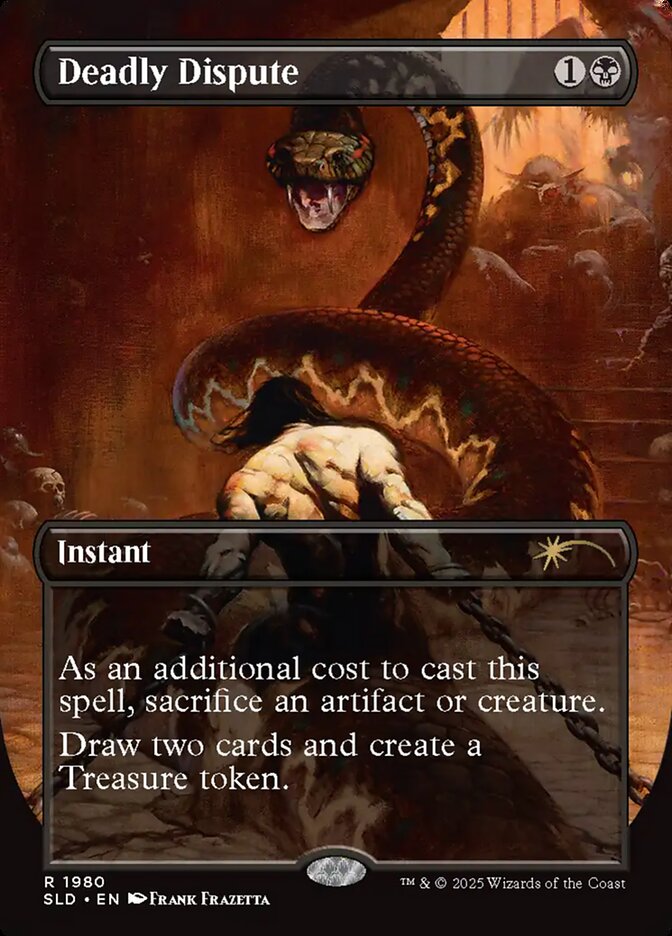 Deadly Dispute 1
Instant
As an additional cost to cast this
spell, sacrifice an artifact or creature.
Draw two cards and create a
Treasure token.
R 1980
SLD • EN Frank Frazetta
™ & © 2025 Wizards of the Coast